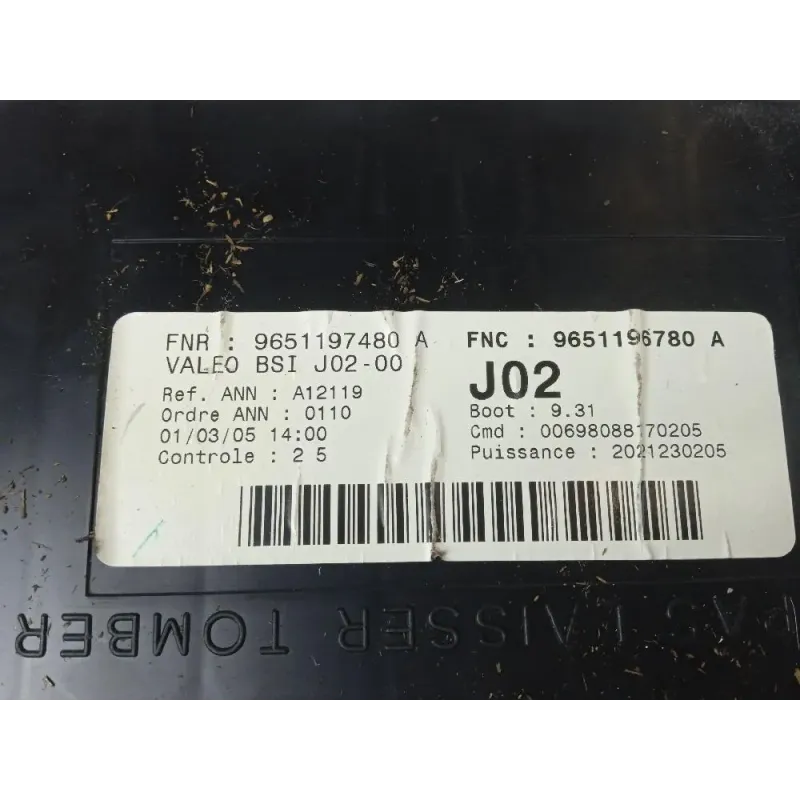 FNR : 9651197480 A
FNC : 9651196780 A
VALEO BSI J02-00
J02
Ref. ANN : A12119
Ordre ANN : 0110
Boot : 9.31
01/03/05 14:00
Cmd : 00698088170205
Controle : 2 5
Puissance : 2021230205
PAS LAISSER TOMBER